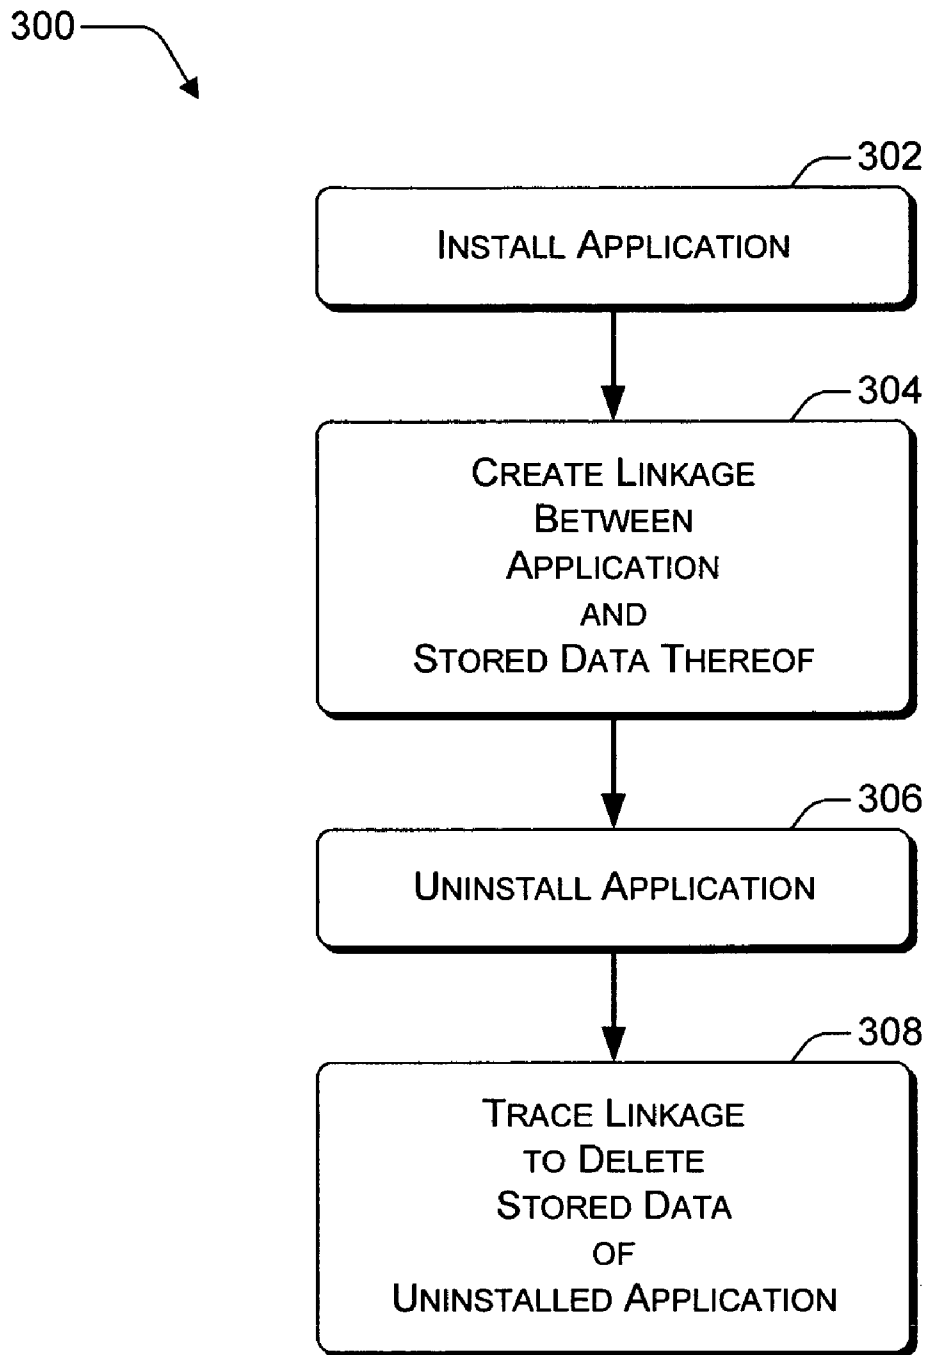 300
302
INSTALL APPLICATION
304
CREATE LINKAGE
BETWEEN
APPLICATION
AND
STORED DATA THEREOF
306
UNINSTALL APPLICATION
308
TRACE LINKAGE
TO DELETE
STORED DATA
OF
UNINSTALLED APPLICATION